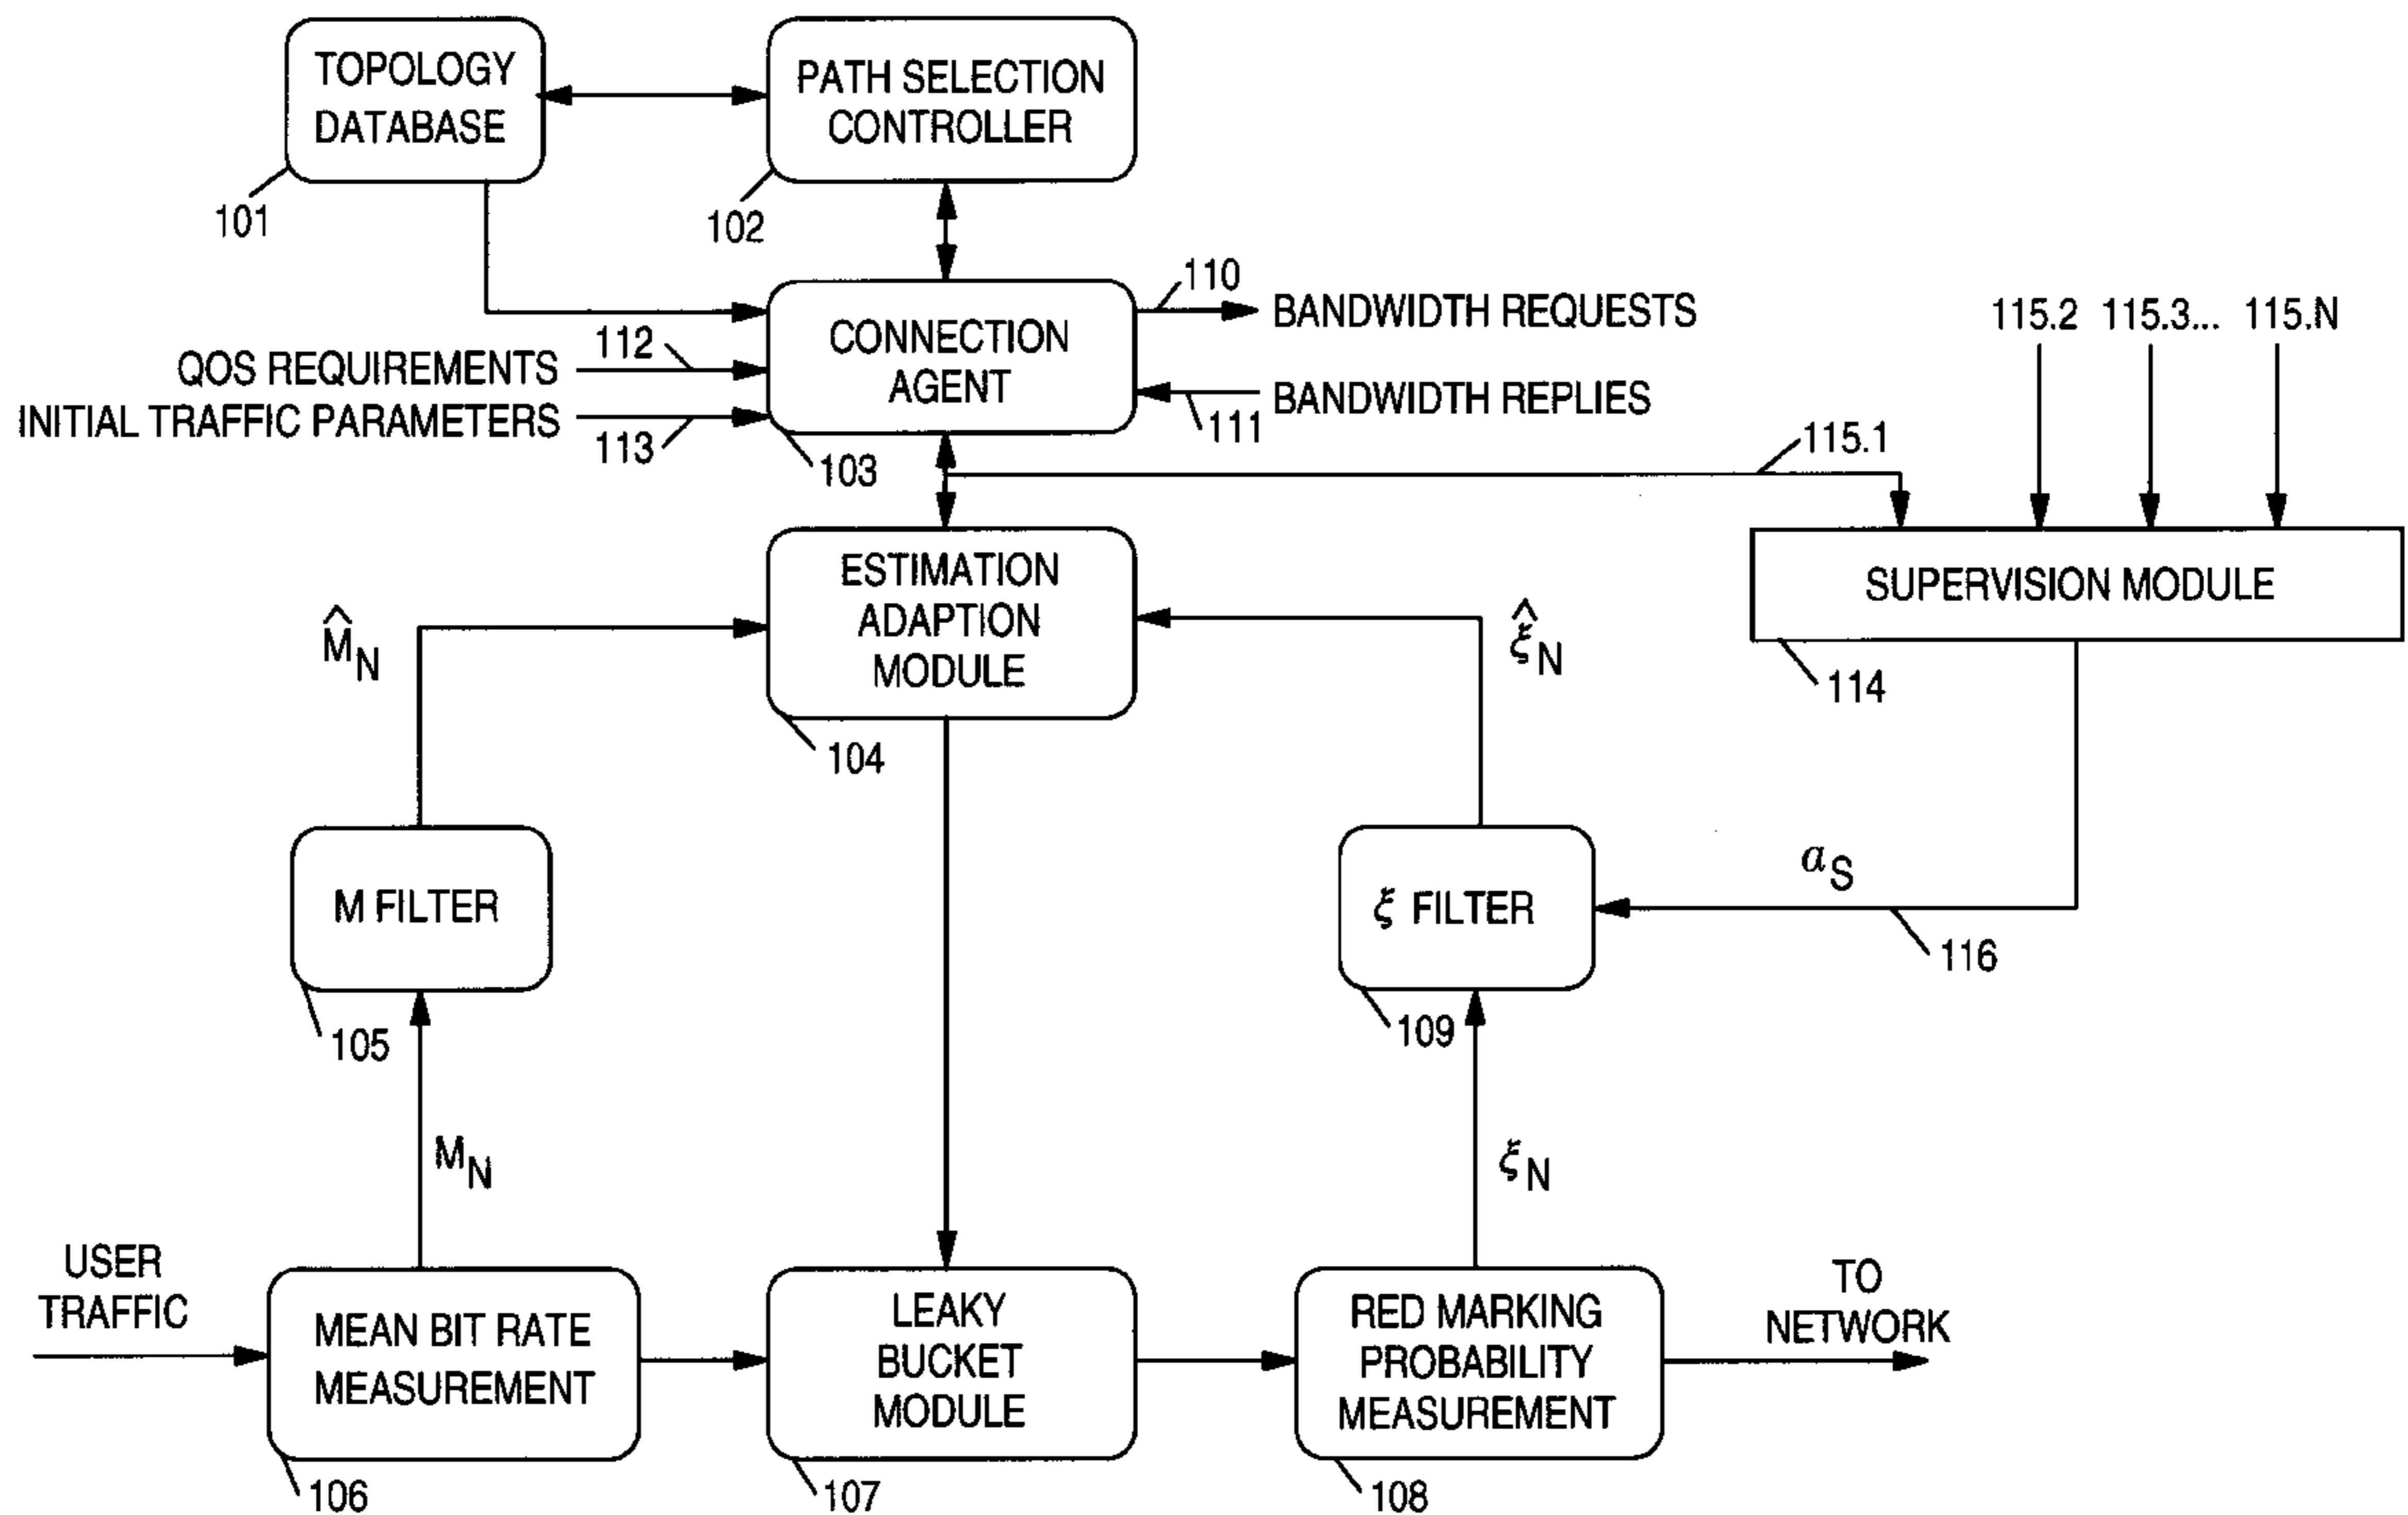 TOPOLOGY
DATABASE
101
PATH SELECTION
CONTROLLER
102
CONNECTION
AGENT
103
110
BANDWIDTH REQUESTS
111
BANDWIDTH REPLIES
112
QOS REQUIREMENTS
INITIAL TRAFFIC PARAMETERS
113
115.1
115.2 115.3... 115.N
SUPERVISION MODULE
114
ESTIMATION
ADAPTION
MODULE
104
M̂N
ξ̂N
M FILTER
105
ξ FILTER
109
αS
116
MN
ξN
USER
TRAFFIC
MEAN BIT RATE
MEASUREMENT
106
LEAKY
BUCKET
MODULE
107
RED MARKING
PROBABILITY
MEASUREMENT
108
TO
NETWORK